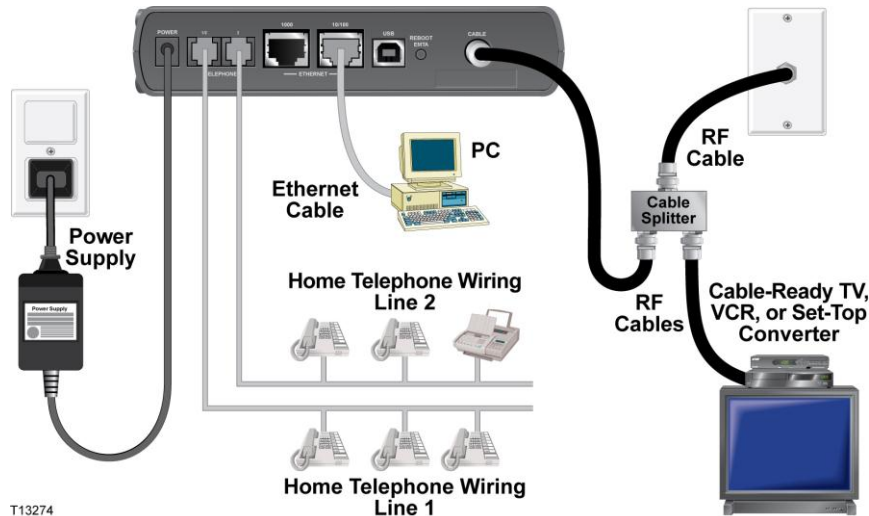 POWER
1/2
2
1000
10/100
USB
REBOOT
EMTA
CABLE
TELEPHONE
ETHERNET
PC
Ethernet
Cable
RF
Cable
Cable
Splitter
Power
Supply
Power Supply
Home Telephone Wiring
Line 2
RF
Cables
Cable-Ready TV,
VCR, or Set-Top
Converter
Home Telephone Wiring
Line 1
T13274